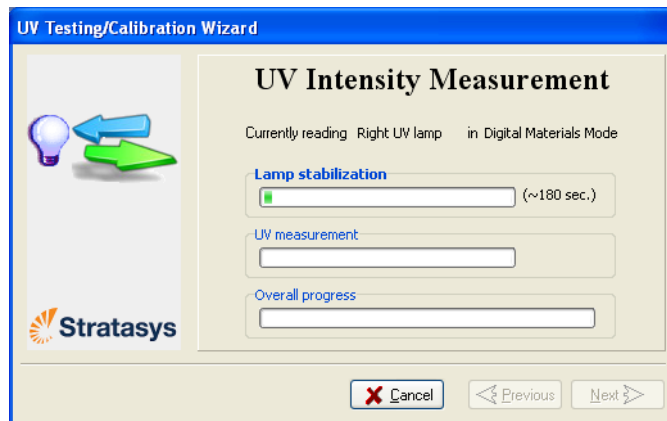 UV Testing/Calibration Wizard
UV Intensity Measurement
Currently reading Right UV lamp in Digital Materials Mode
Lamp stabilization
(~180 sec.)
UV measurement
Overall progress
Stratasys
Cancel Previous Next